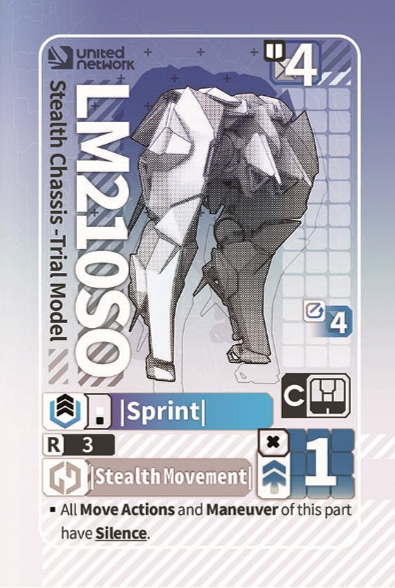 united
network
4
LM210SO
Stealth Chassis -Trial Model
4
C
|Sprint|
R 3
|Stealth Movement|
1
▪ All Move Actions and Maneuver of this part
have Silence.